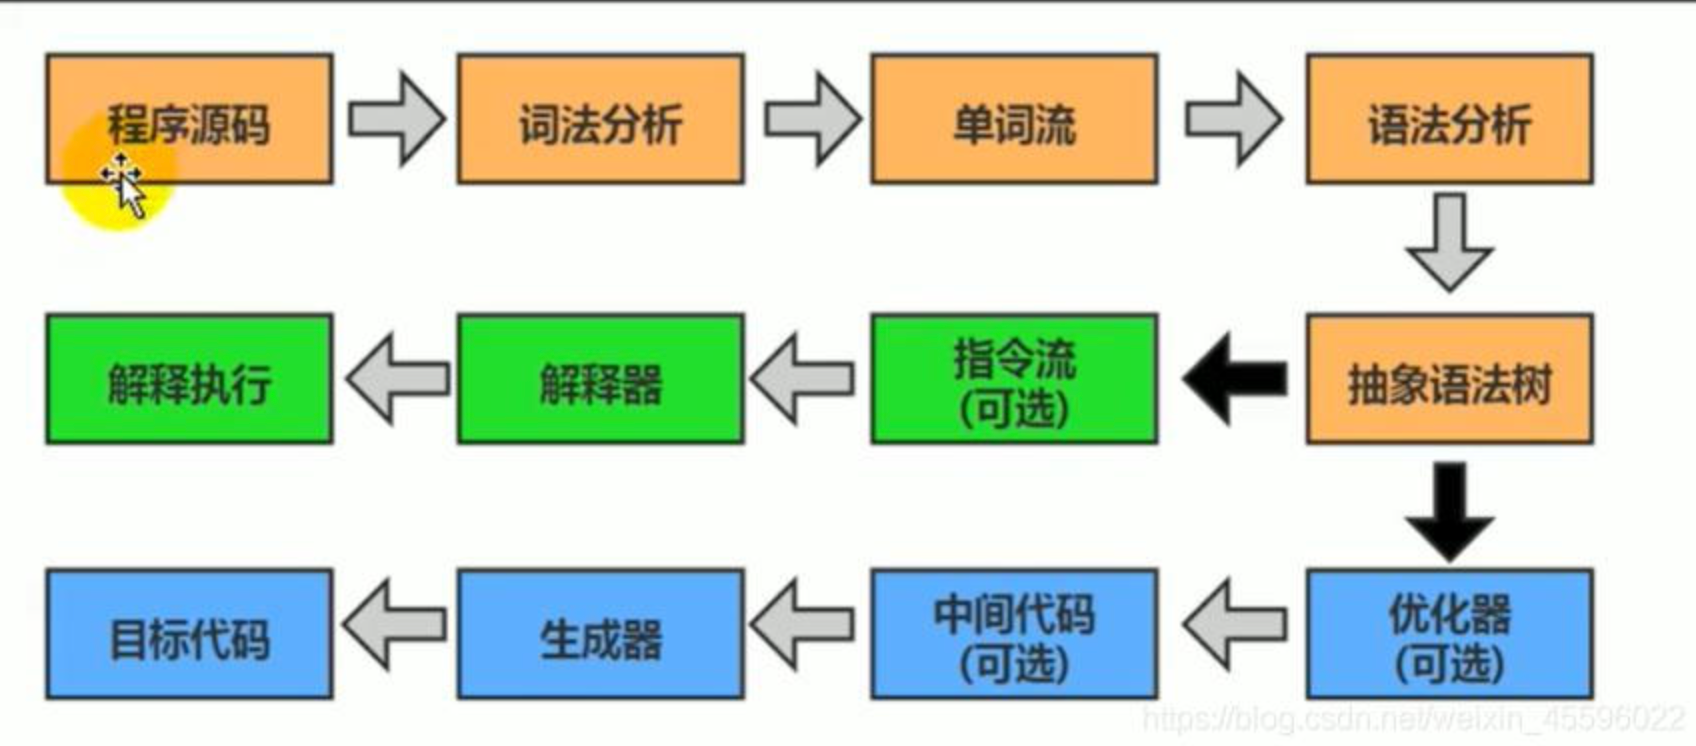 程序源码
词法分析
单词流
语法分析
解释执行
解释器
指令流
(可选)
抽象语法树
目标代码
生成器
中间代码
(可选)
优化器
(可选)
https://blog.csdn.net/weixin_45596022